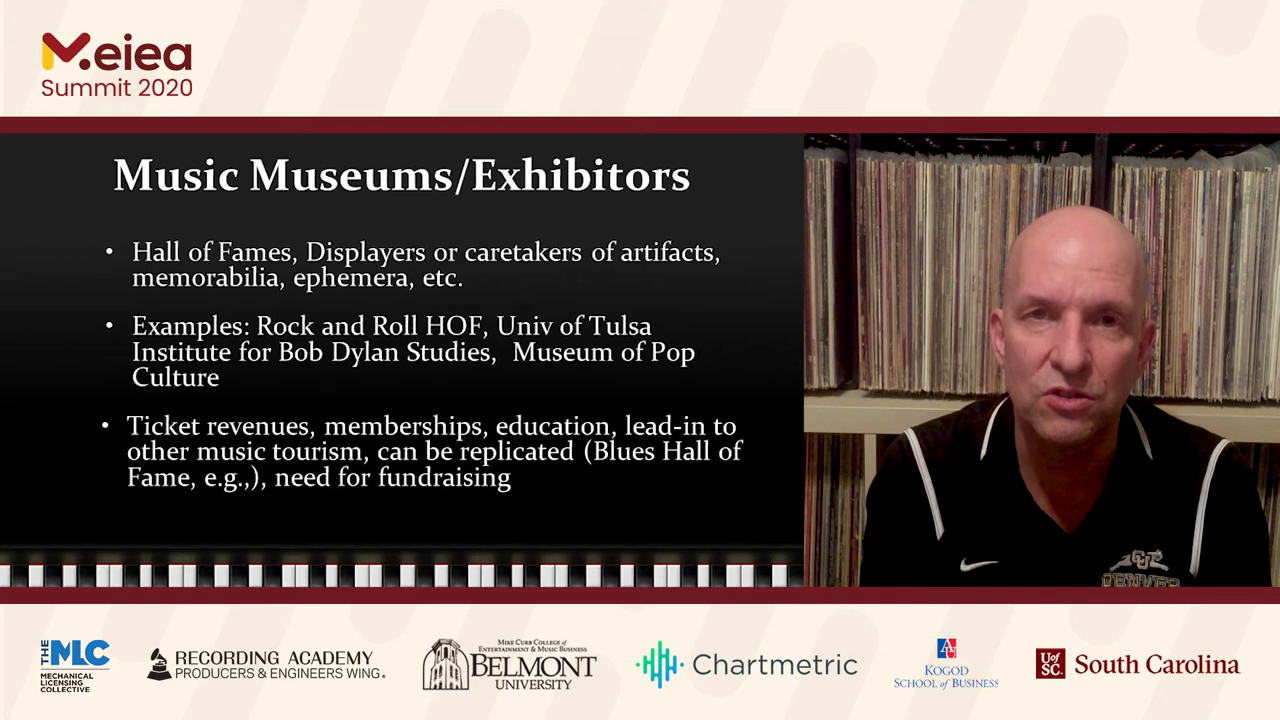 meiea
Summit 2020
Music Museums/Exhibitors
• Hall of Fames, Displayers or caretakers of artifacts,
memorabilia, ephemera, etc.
• Examples: Rock and Roll HOF, Univ of Tulsa
Institute for Bob Dylan Studies, Museum of Pop
Culture
• Ticket revenues, memberships, education, lead-in to
other music tourism, can be replicated (Blues Hall of
Fame, e.g.,), need for fundraising
CU
DENVER
THE MLC
MECHANICAL
LICENSING
COLLECTIVE
RECORDING ACADEMY
PRODUCERS & ENGINEERS WING®
MIKE CURB COLLEGE of
ENTERTAINMENT & MUSIC BUSINESS
BELMONT
UNIVERSITY
Chartmetric
AU
KOGOD
SCHOOL of BUSINESS
UofSC
South Carolina